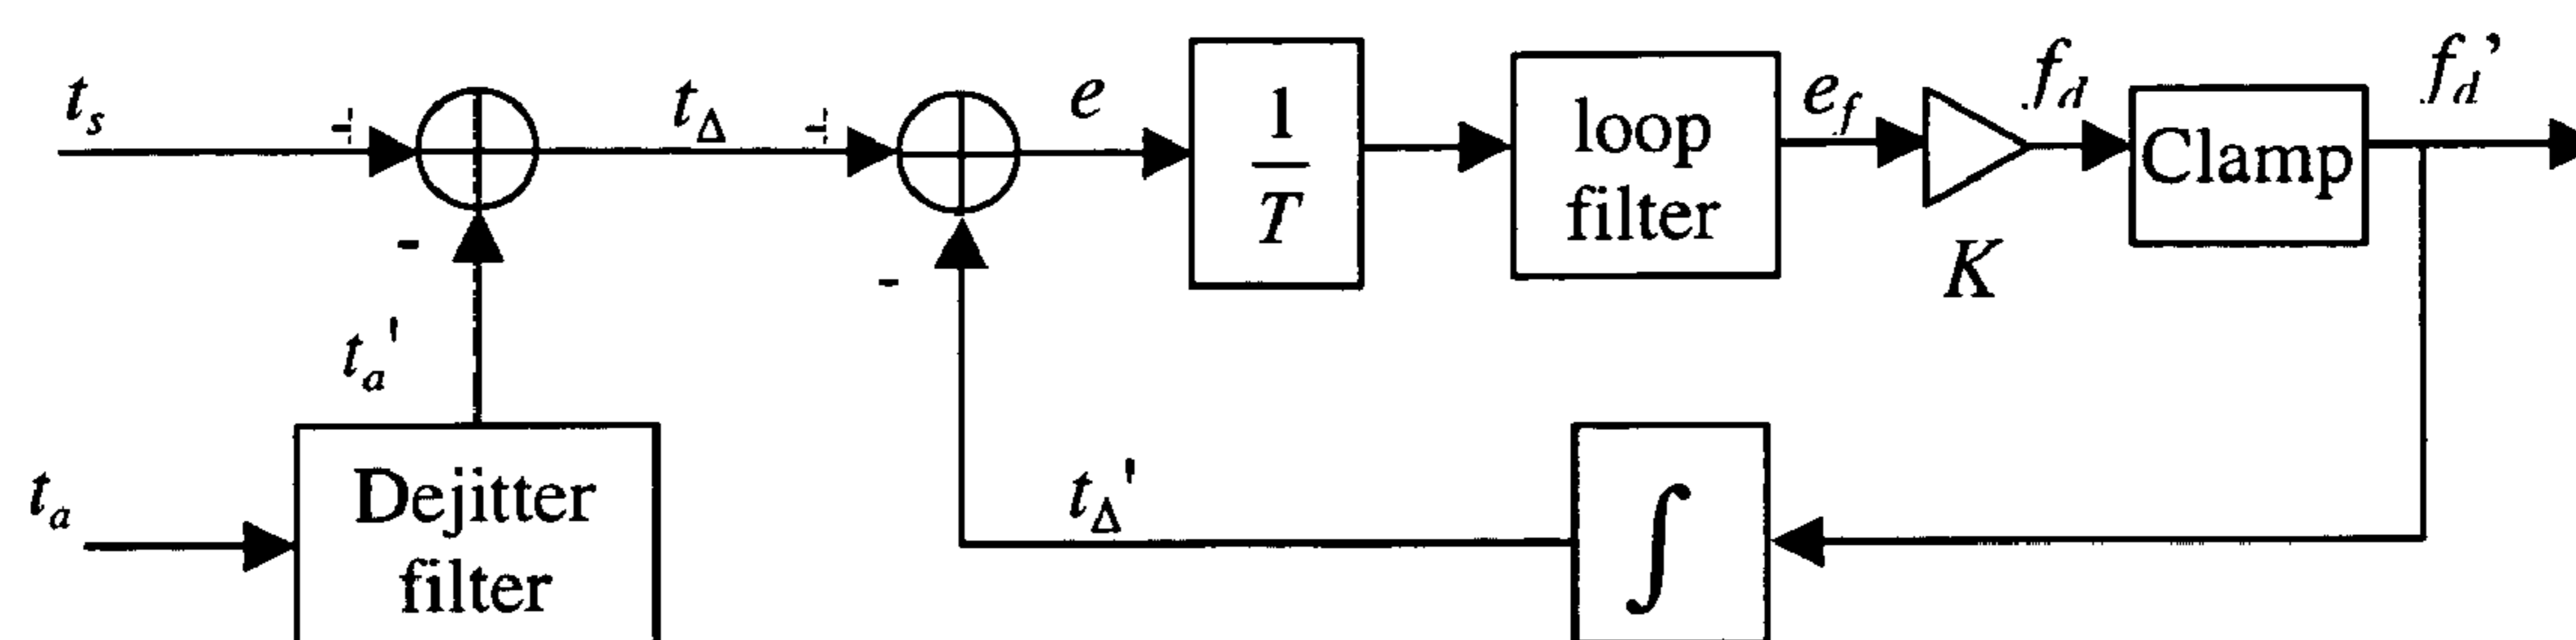 t_s
+
t_Δ
+
e
1
T
loop
filter
e_f
f_d
Clamp
f_d'
-
-
K
t_a'
t_a
Dejitter
filter
t_Δ'
∫